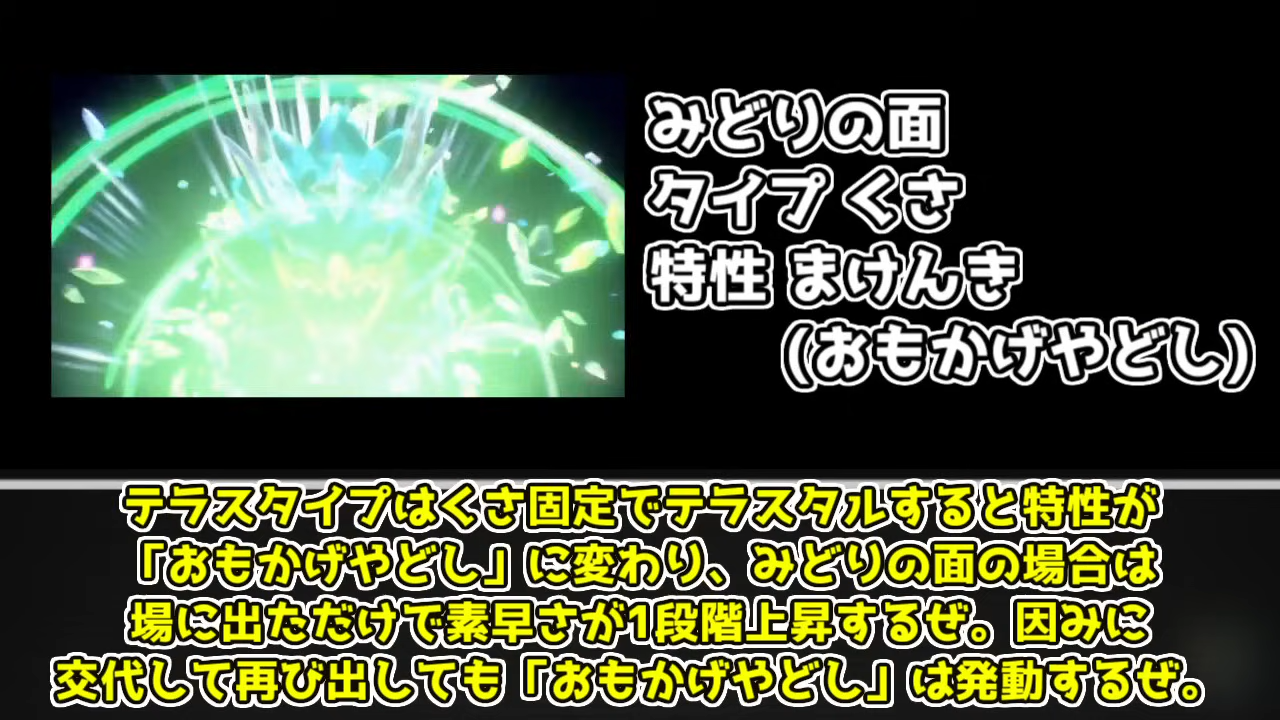 みどりの面
タイプ くさ
特性 まけんき
(おもかげやどし)
テラスタイプはくさ固定でテラスタルすると特性が
「おもかげやどし」に変わり、みどりの面の場合は
場に出ただけで素早さが1段階上昇するぜ。因みに
交代して再び出しても「おもかげやどし」は発動するぜ。